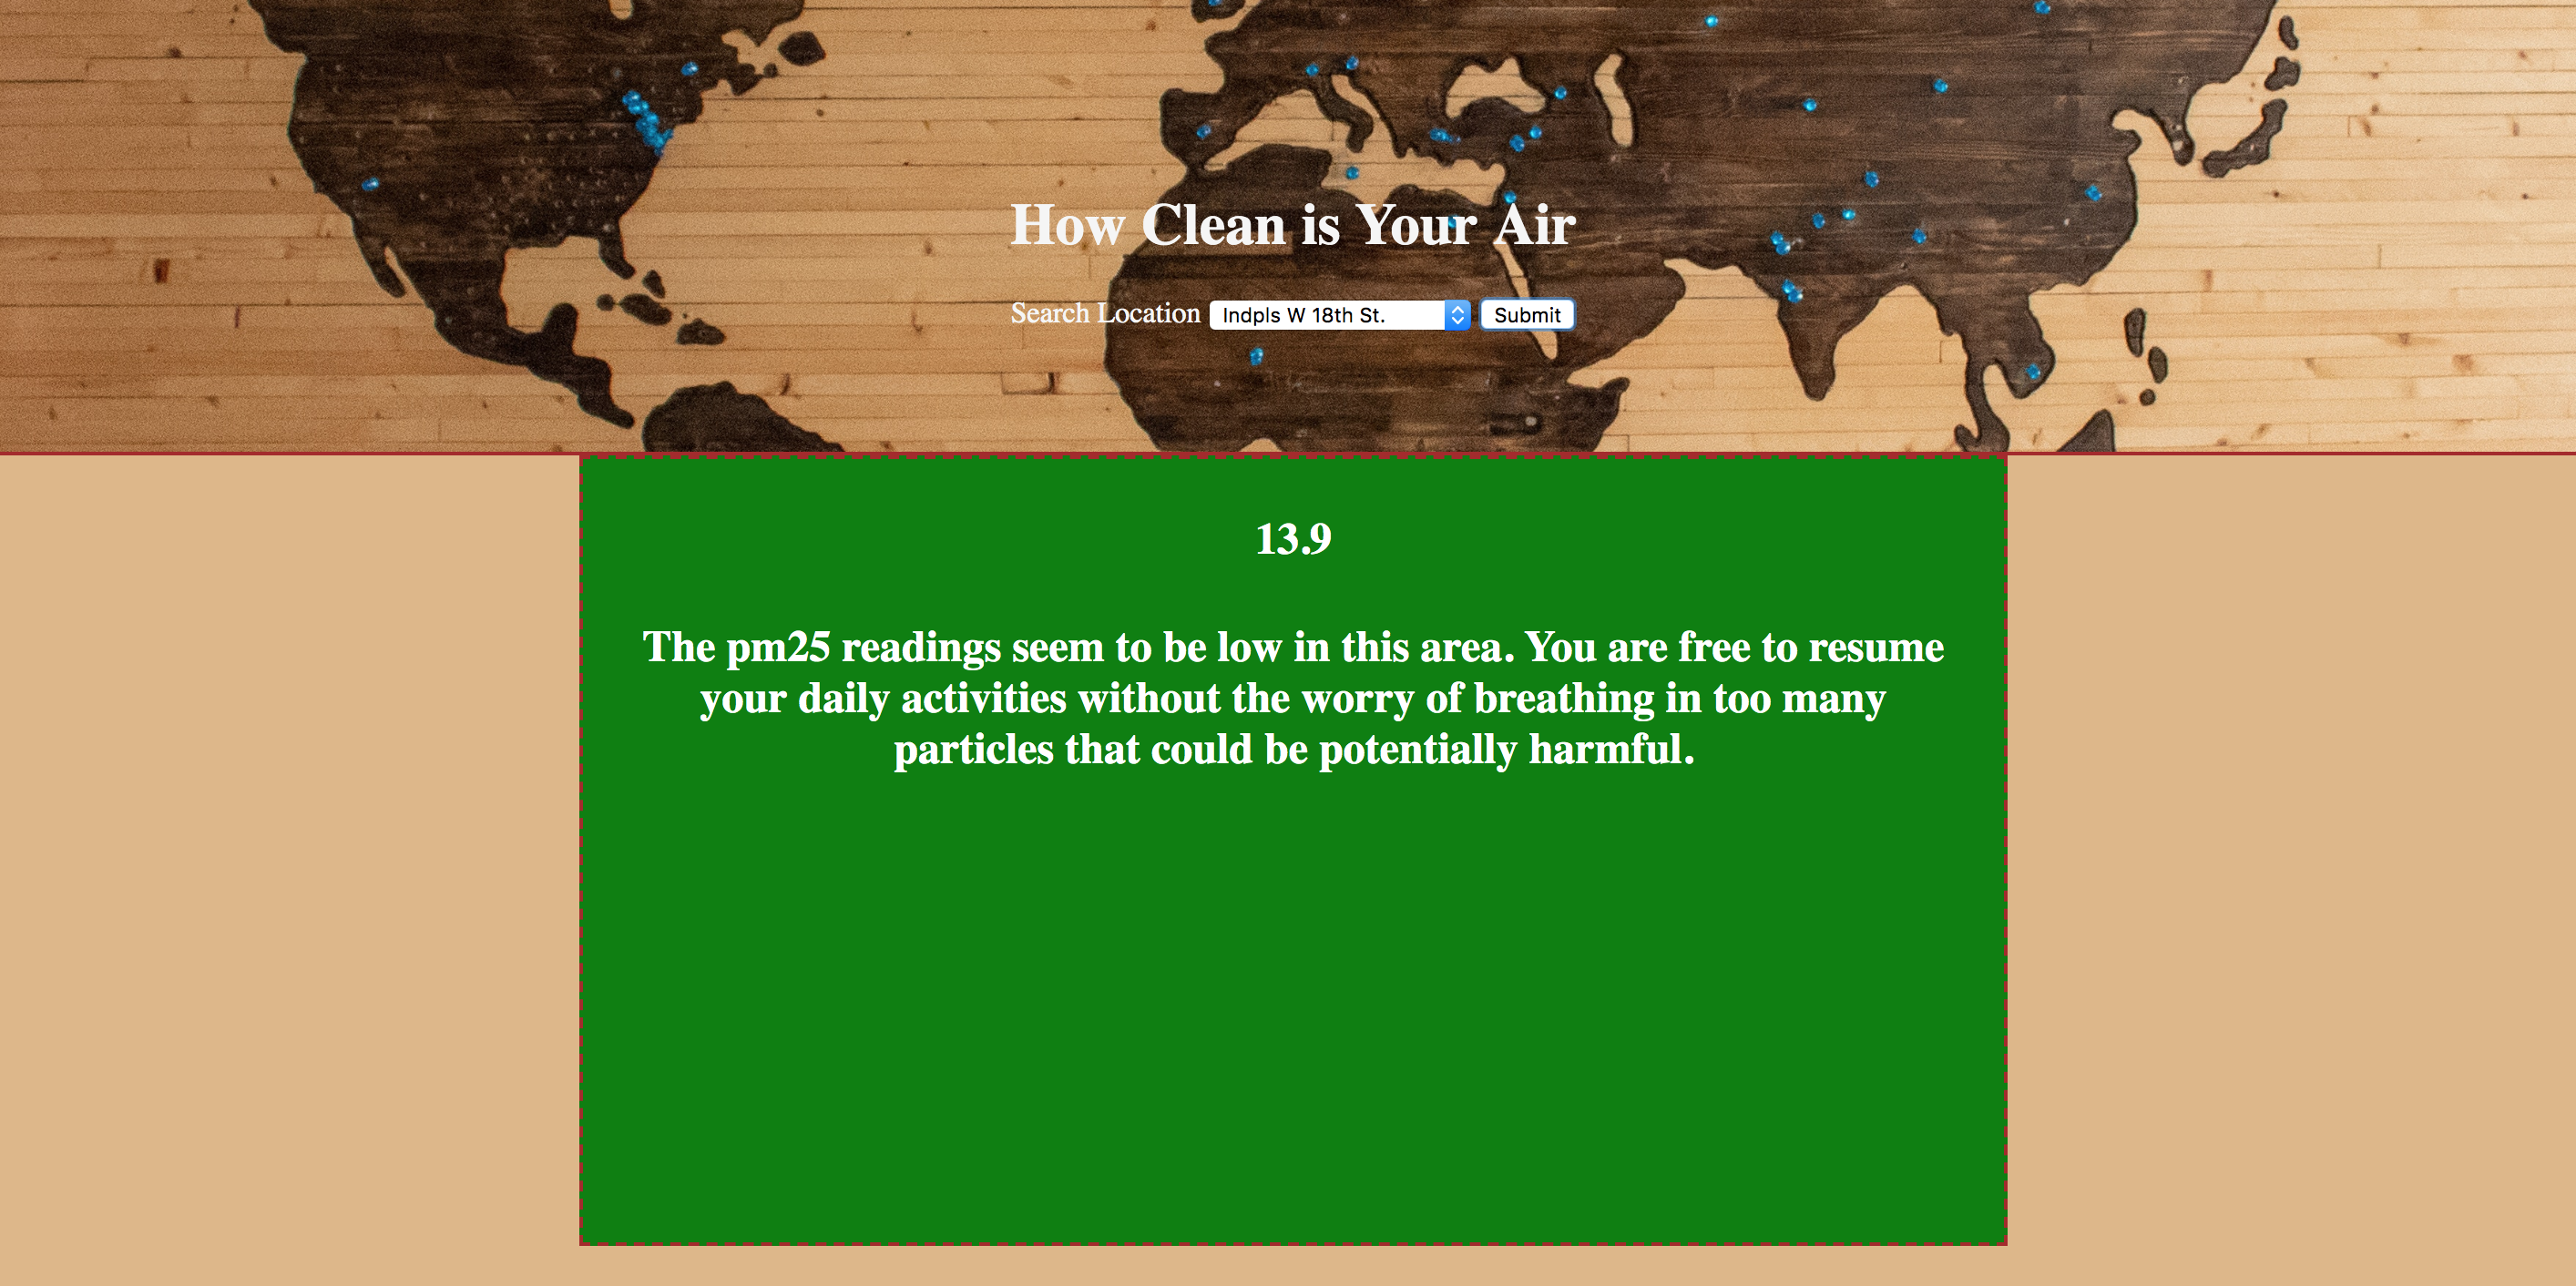 How Clean is Your Air
Search Location Indpls W 18th St. Submit
13.9
The pm25 readings seem to be low in this area. You are free to resume
your daily activities without the worry of breathing in too many
particles that could be potentially harmful.